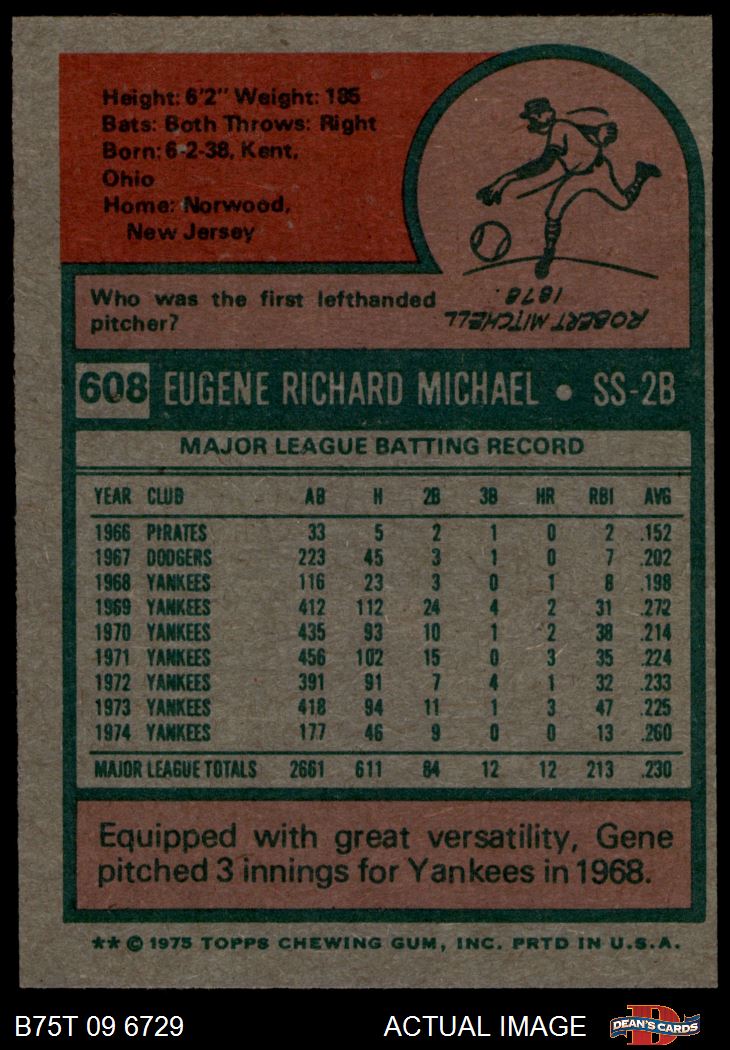 Height: 6'2" Weight: 185
Bats: Both Throws: Right
Born: 6-2-38, Kent,
Ohio
Home: Norwood,
New Jersey
Who was the first lefthanded
pitcher?
ROBERT MITCHELL
1878.
608 EUGENE RICHARD MICHAEL • SS-2B
MAJOR LEAGUE BATTING RECORD
YEAR CLUB AB H 2B 3B HR RBI AVG
1966 PIRATES 33 5 2 1 0 2 .152
1967 DODGERS 223 45 3 1 0 7 .202
1968 YANKEES 116 23 3 0 1 8 .198
1969 YANKEES 412 112 24 4 2 31 .272
1970 YANKEES 435 93 10 1 2 38 .214
1971 YANKEES 456 102 15 0 3 35 .224
1972 YANKEES 391 91 7 4 1 32 .233
1973 YANKEES 418 94 11 1 3 47 .225
1974 YANKEES 177 46 9 0 0 13 .260
MAJOR LEAGUE TOTALS 2661 611 84 12 12 213 .230
Equipped with great versatility, Gene
pitched 3 innings for Yankees in 1968.
** © 1975 TOPPS CHEWING GUM, INC. PRTD IN U.S.A.
B75T 09 6729 ACTUAL IMAGE DEAN'S CARDS